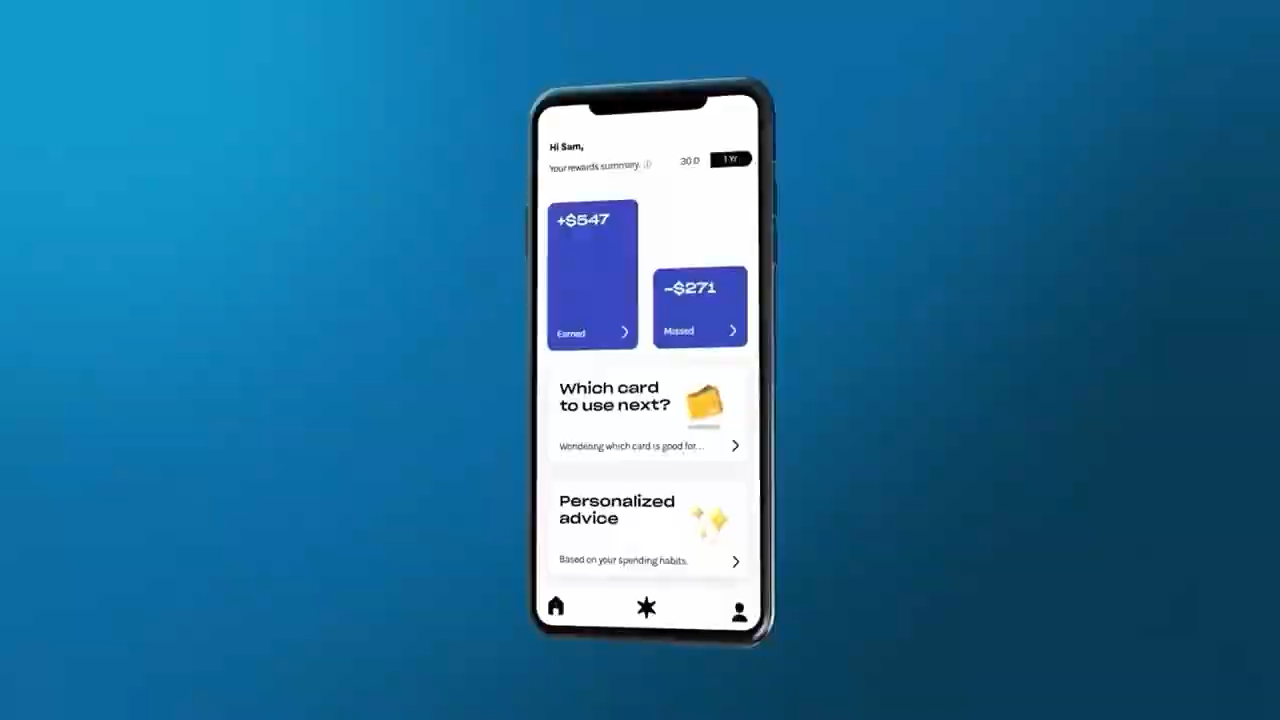 Hi Sam,
Your rewards summary. ⓘ
30 D
1 Yr
+$547
-$271
Earned
Missed
Which card
to use next?
Wondering which card is good for...
Personalized
advice
Based on your spending habits.